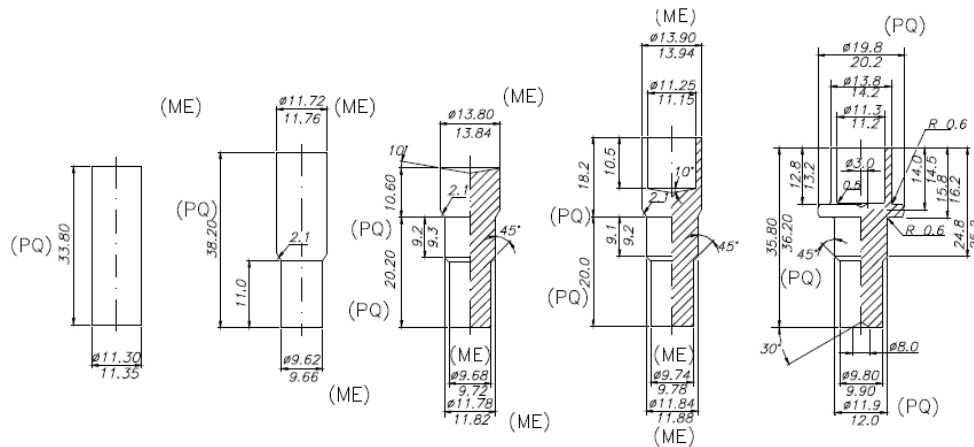 (PQ)
33.80
ø11.30
11.35
(ME)
ø11.72
11.76
(ME)
(PQ)
38.20
2.1
11.0
ø9.62
9.66
(ME)
ø13.80
13.84
(ME)
10°
10.60
2.1
(PQ)
9.2
9.3
20.20
45°
(PQ)
(ME)
ø9.68
9.72
ø11.78
11.82
(ME)
(ME)
ø13.90
13.94
ø11.25
11.15
18.2
10.5
10°
2.1
(PQ)
9.1
9.2
45°
20.0
(PQ)
(ME)
ø9.74
9.78
ø11.84
11.88
(ME)
(PQ)
ø19.8
20.2
ø13.8
14.2
ø11.3
11.2
R 0.6
12.8
13.2
ø3.0
0.5
14.0
14.5
15.8
16.2
R 0.6
24.8
35.80
36.20
45°
(PQ)
30°
ø8.0
ø9.80
9.90
ø11.9
12.0
(PQ)